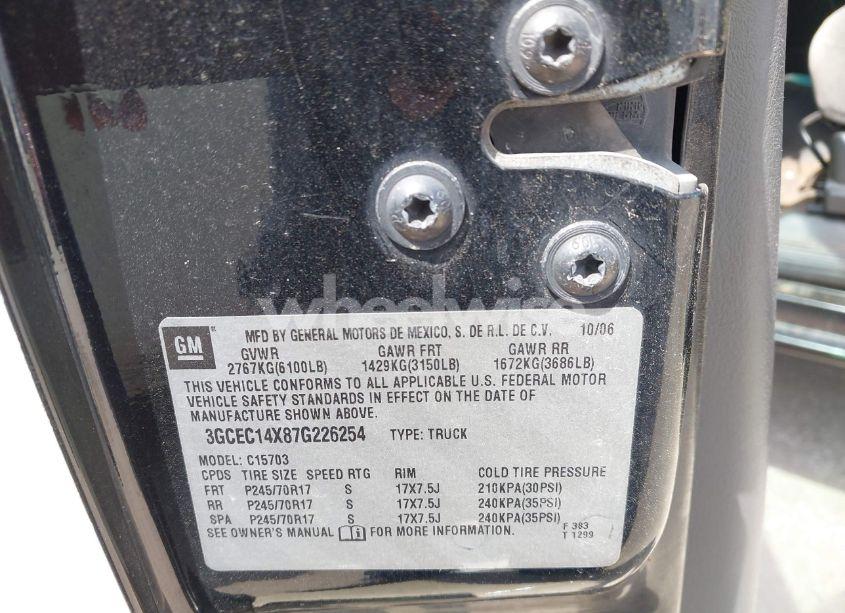 wheelwise
GM
MFD BY GENERAL MOTORS DE MEXICO, S. DE R.L. DE C.V. 10/06
GVWR GAWR FRT GAWR RR
2767KG(6100LB) 1429KG(3150LB) 1672KG(3686LB)
THIS VEHICLE CONFORMS TO ALL APPLICABLE U.S. FEDERAL MOTOR
VEHICLE SAFETY STANDARDS IN EFFECT ON THE DATE OF
MANUFACTURE SHOWN ABOVE.
3GCEC14X87G226254 TYPE: TRUCK
MODEL: C15703
CPDS TIRE SIZE SPEED RTG RIM COLD TIRE PRESSURE
FRT P245/70R17 S 17X7.5J 210KPA(30PSI)
RR P245/70R17 S 17X7.5J 240KPA(35PSI)
SPA P245/70R17 S 17X7.5J 240KPA(35PSI)
SEE OWNER'S MANUAL FOR MORE INFORMATION.
F 383
T 1299